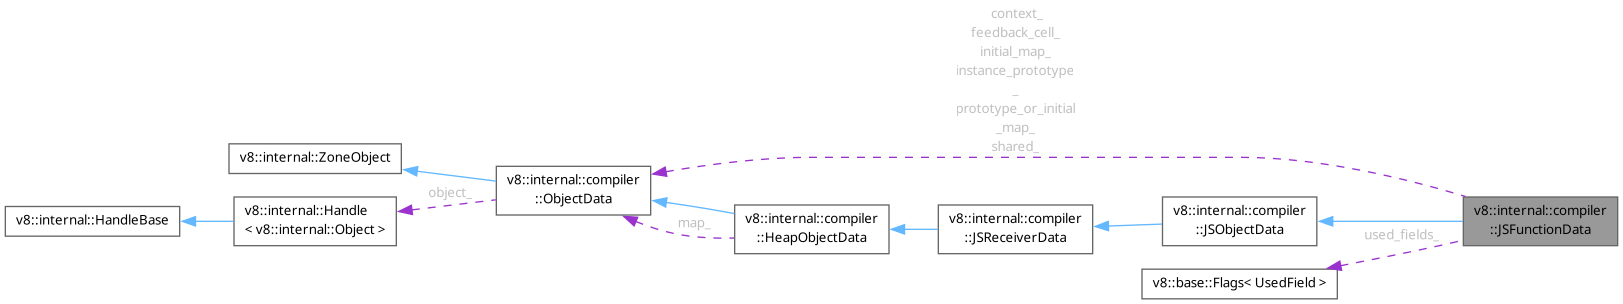 context_
feedback_cell_
initial_map_
instance_prototype
_
prototype_or_initial
_map_
shared_
v8::internal::ZoneObject
v8::internal::compiler
::ObjectData
object_
v8::internal::HandleBase
v8::internal::Handle
< v8::internal::Object >
map_
v8::internal::compiler
::HeapObjectData
v8::internal::compiler
::JSReceiverData
v8::internal::compiler
::JSObjectData
v8::internal::compiler
::JSFunctionData
used_fields_
v8::base::Flags< UsedField >